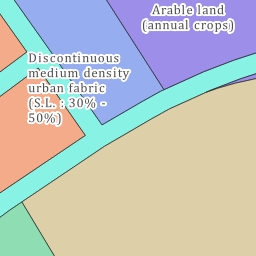 Arable land
(annual crops)
Discontinuous
medium density
urban fabric
(S.L. : 30% -
50%)